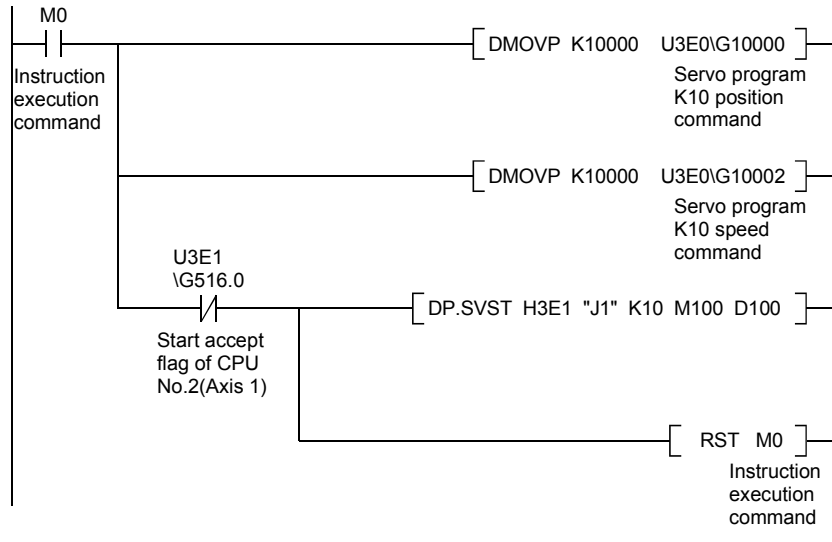 M0
DMOVP K10000 U3E0\G10000
Instruction
execution
command
Servo program
K10 position
command
DMOVP K10000 U3E0\G10002
Servo program
K10 speed
command
U3E1
\G516.0
DP.SVST H3E1 "J1" K10 M100 D100
Start accept
flag of CPU
No.2(Axis 1)
RST M0
Instruction
execution
command